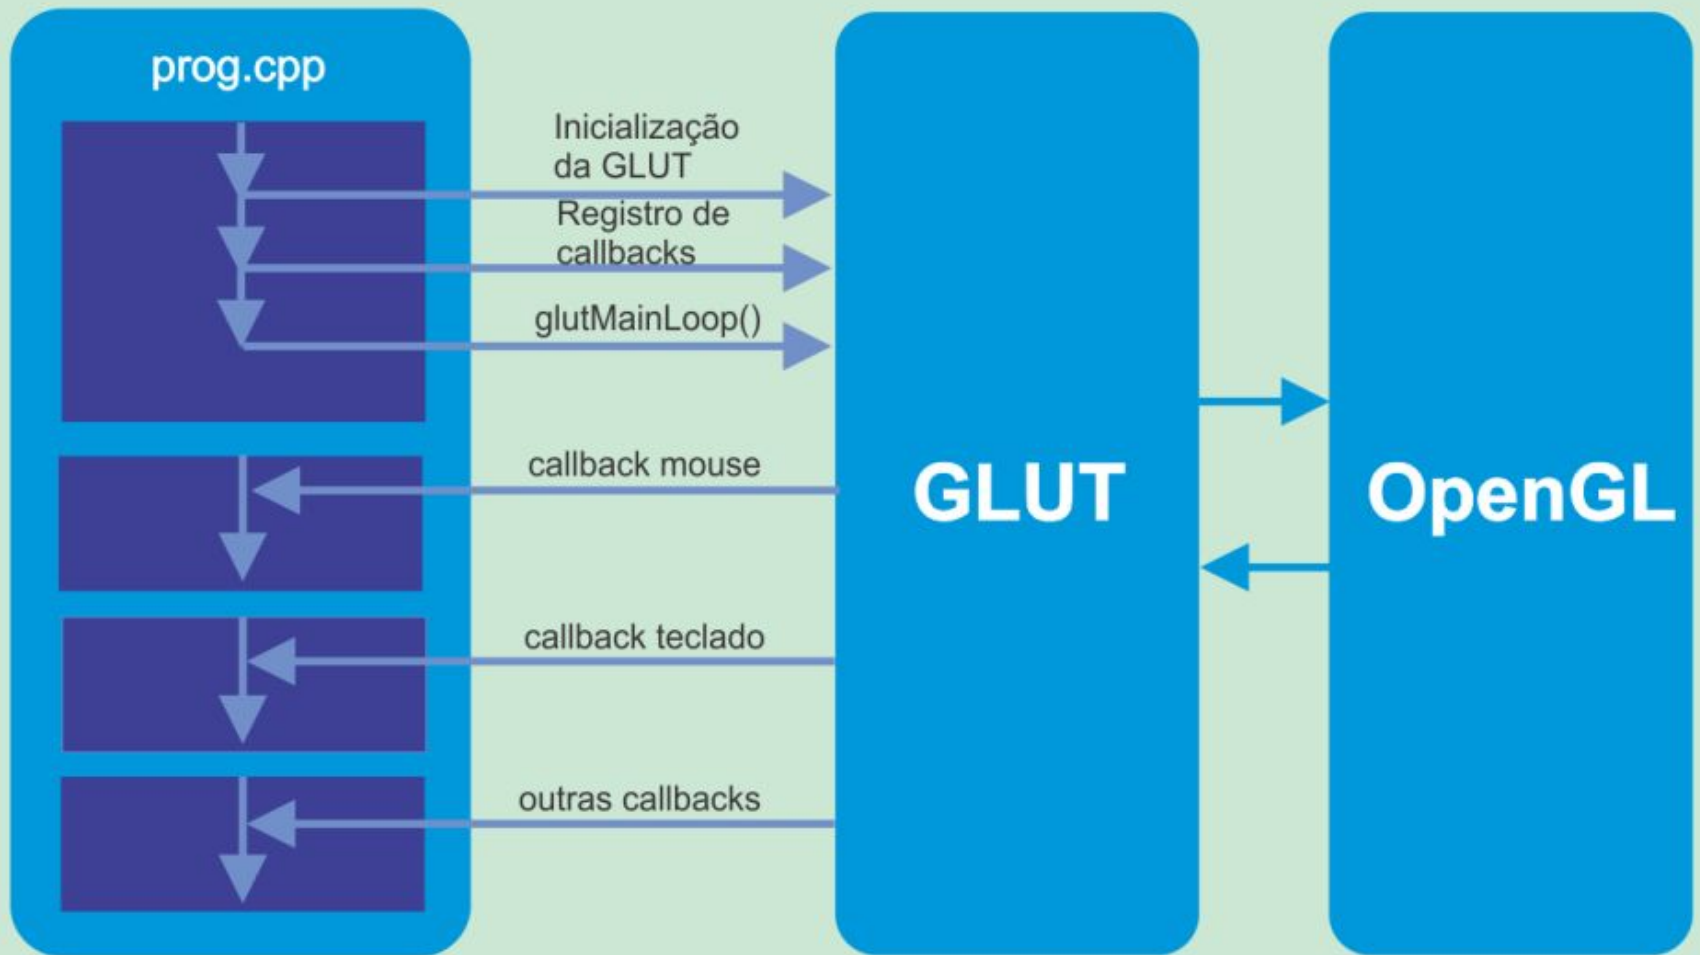 prog.cpp
Inicialização
da GLUT
Registro de
callbacks
glutMainLoop()
callback mouse
callback teclado
outras callbacks
GLUT
OpenGL